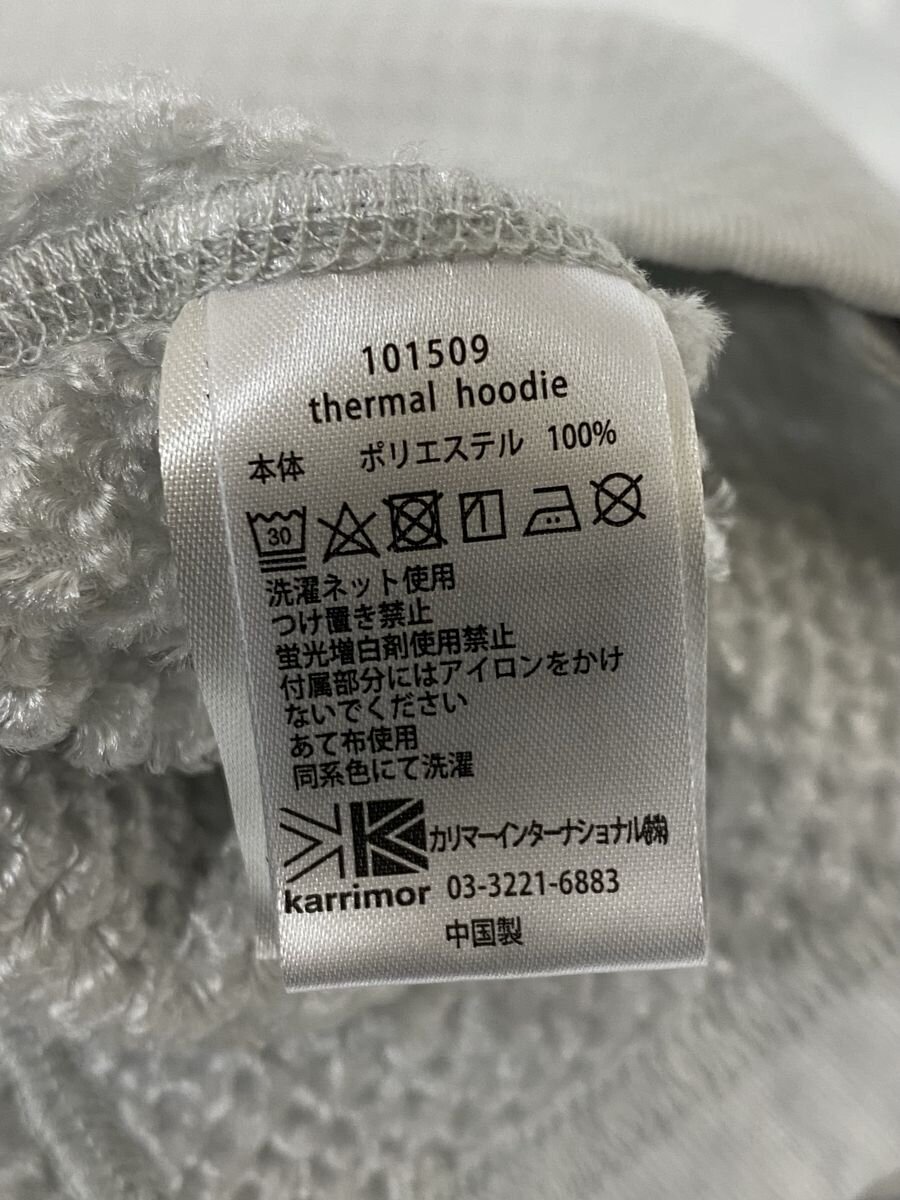 101509
thermal hoodie
本体 ポリエステル 100%
30
洗濯ネット使用
つけ置き禁止
蛍光増白剤使用禁止
付属部分にはアイロンをかけ
ないでください
あて布使用
同系色にて洗濯
カリマーインターナショナル㈱
karrimor 03-3221-6883
中国製